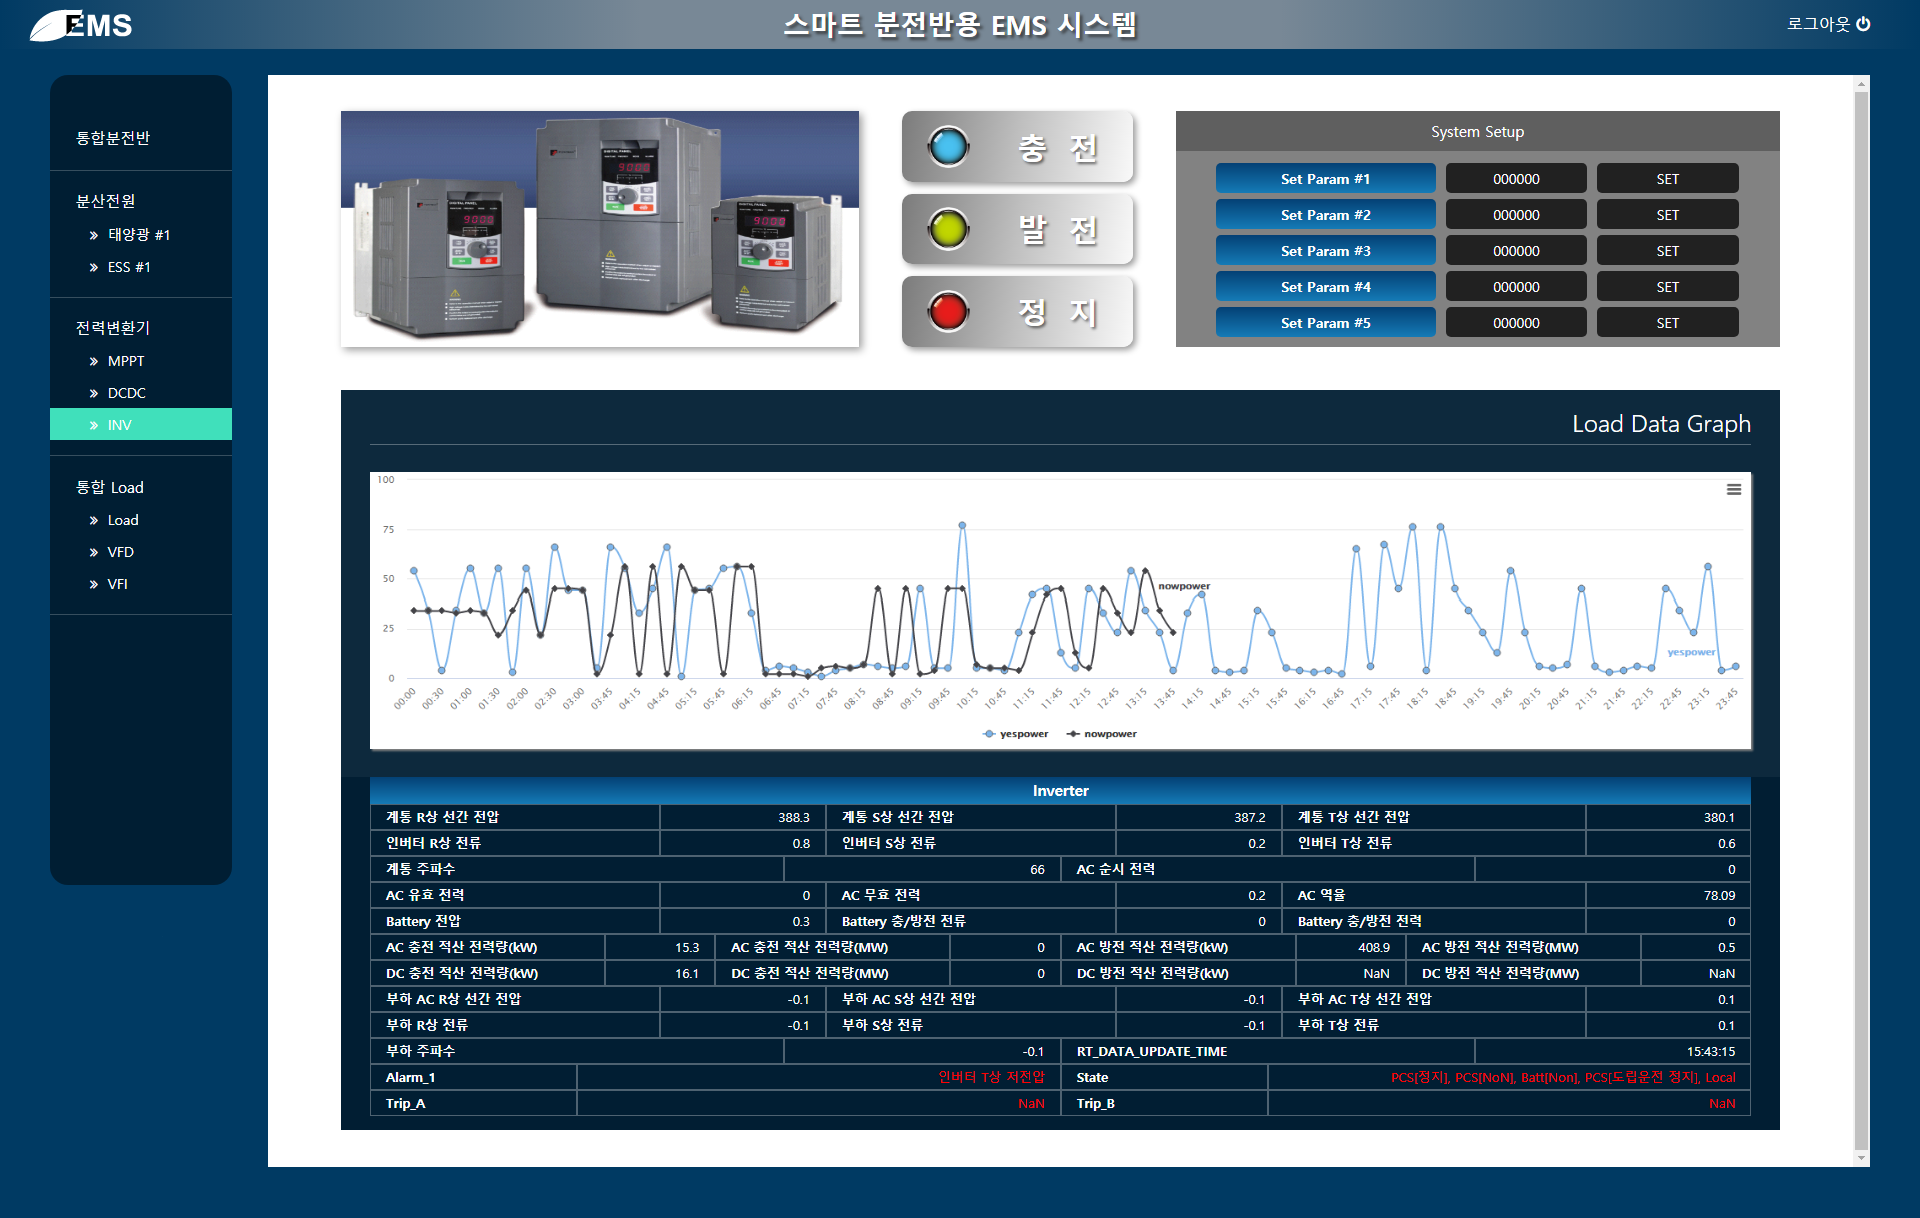 EMS
스마트 분전반용 EMS 시스템
로그아웃
통합분전반
분산전원
태양광 #1
ESS #1
전력변환기
MPPT
DCDC
INV
통합 Load
Load
VFD
VFI
충 전
발 전
정 지
System Setup
Set Param #1 000000 SET
Set Param #2 000000 SET
Set Param #3 000000 SET
Set Param #4 000000 SET
Set Param #5 000000 SET
Load Data Graph
100
75
50
25
0
nowpower
yespower
00:00 00:30 01:00 01:30 02:00 02:30 03:00 03:45 04:15 04:45 05:15 05:45 06:15 06:45 07:15 07:45 08:15 08:45 09:15 09:45 10:15 10:45 11:15 11:45 12:15 12:45 13:15 13:45 14:15 14:45 15:15 15:45 16:15 16:45 17:15 17:45 18:15 18:45 19:15 19:45 20:15 20:45 21:15 21:45 22:15 22:45 23:15 23:45
yespower nowpower
Inverter
계통 R상 선간 전압 388.3 계통 S상 선간 전압 387.2 계통 T상 선간 전압 380.1
인버터 R상 전류 0.8 인버터 S상 전류 0.2 인버터 T상 전류 0.6
계통 주파수 66 AC 순시 전력 0
AC 유효 전력 0 AC 무효 전력 0.2 AC 역율 78.09
Battery 전압 0.3 Battery 충/방전 전류 0 Battery 충/방전 전력 0
AC 충전 적산 전력량(kW) 15.3 AC 충전 적산 전력량(MW) 0 AC 방전 적산 전력량(kW) 408.9 AC 방전 적산 전력량(MW) 0.5
DC 충전 적산 전력량(kW) 16.1 DC 충전 적산 전력량(MW) 0 DC 방전 적산 전력량(kW) NaN DC 방전 적산 전력량(MW) NaN
부하 AC R상 선간 전압 -0.1 부하 AC S상 선간 전압 -0.1 부하 AC T상 선간 전압 0.1
부하 R상 전류 -0.1 부하 S상 전류 -0.1 부하 T상 전류 0.1
부하 주파수 -0.1 RT_DATA_UPDATE_TIME 15:43:15
Alarm_1 인버터 T상 저전압 State PCS[정지], PCS[NoN], Batt[Non], PCS[도립운전 정지], Local
Trip_A NaN Trip_B NaN